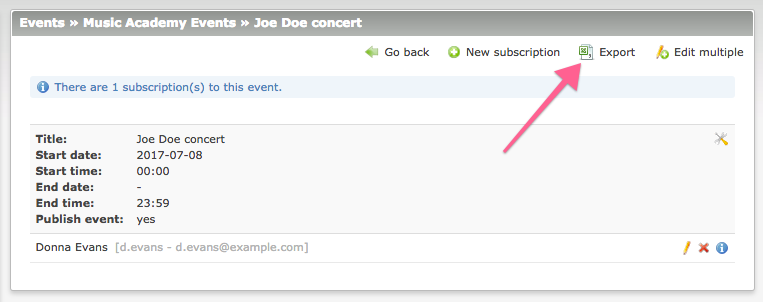 Events » Music Academy Events » Joe Doe concert
Go back New subscription Export Edit multiple
There are 1 subscription(s) to this event.
Title: Joe Doe concert
Start date: 2017-07-08
Start time: 00:00
End date: -
End time: 23:59
Publish event: yes
Donna Evans [d.evans - d.evans@example.com]